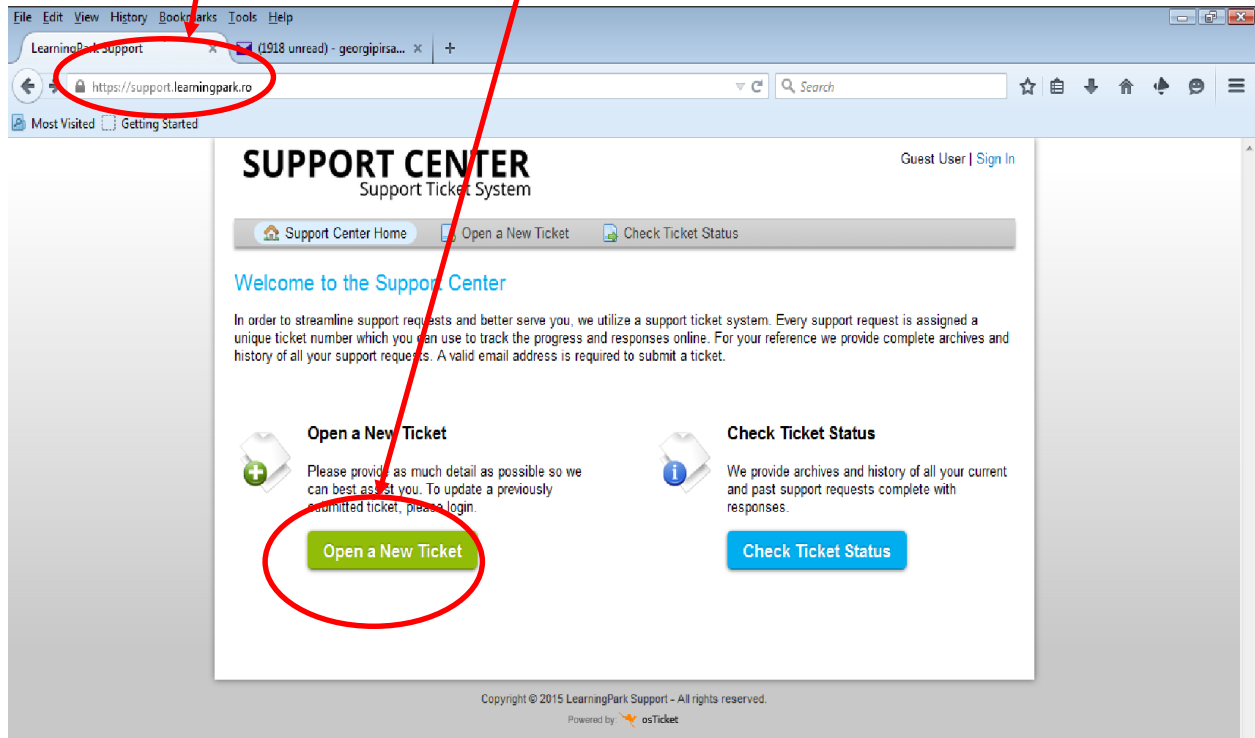 File Edit View History Bookmarks Tools Help
LearningPark Support × (1918 unread) - georgipirsa... × +
https://support.learningpark.ro Search
Most Visited Getting Started
SUPPORT CENTER
Support Ticket System
Guest User | Sign In
Support Center Home Open a New Ticket Check Ticket Status
Welcome to the Support Center
In order to streamline support requests and better serve you, we utilize a support ticket system. Every support request is assigned a
unique ticket number which you can use to track the progress and responses online. For your reference we provide complete archives and
history of all your support requests. A valid email address is required to submit a ticket.
Open a New Ticket
Please provide as much detail as possible so we
can best assist you. To update a previously
submitted ticket, please login.
Open a New Ticket
Check Ticket Status
We provide archives and history of all your current
and past support requests complete with
responses.
Check Ticket Status
Copyright © 2015 LearningPark Support - All rights reserved.
Powered by: osTicket